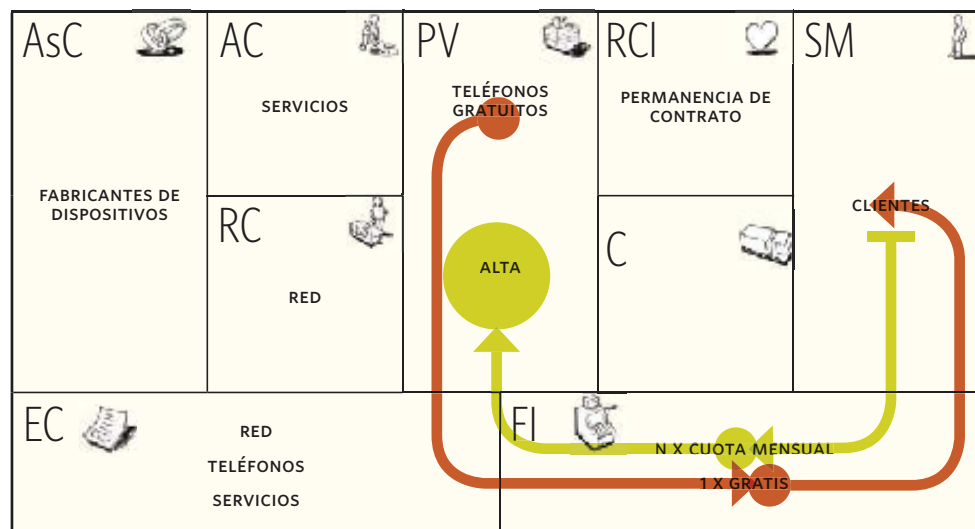 AsC
FABRICANTES DE
DISPOSITIVOS
AC
SERVICIOS
RC
RED
PV
TELÉFONOS
GRATUITOS
ALTA
RCl
PERMANENCIA DE
CONTRATO
C
SM
CLIENTES
EC
RED
TELÉFONOS
SERVICIOS
FI
N X CUOTA MENSUAL
1 X GRATIS